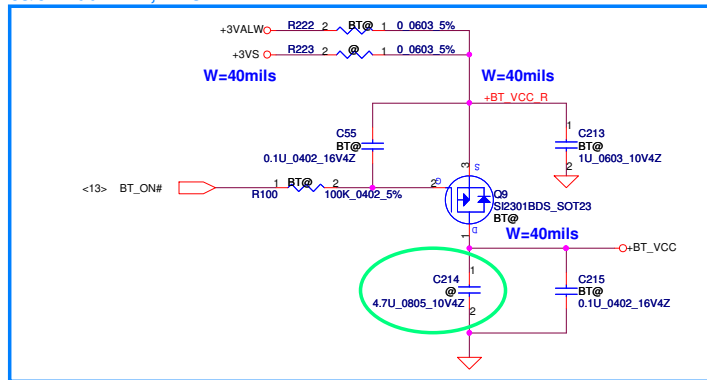 +3VALW R222 2 BT@ 1 0_0603_5%
+3VS R223 2 @ 1 0_0603_5%
W=40mils W=40mils
+BT_VCC_R
C55
BT@
0.1U_0402_16V4Z
1
C213
BT@
2
1U_0603_10V4Z
<13> BT_ON#
1 BT@ 2
R100 100K_0402_5%
3 S
2 G
Q9
SI2301BDS_SOT23
BT@
1 D
W=40mils
+BT_VCC
C214
1
@
4.7U_0805_10V4Z
2
C215
BT@
0.1U_0402_16V4Z